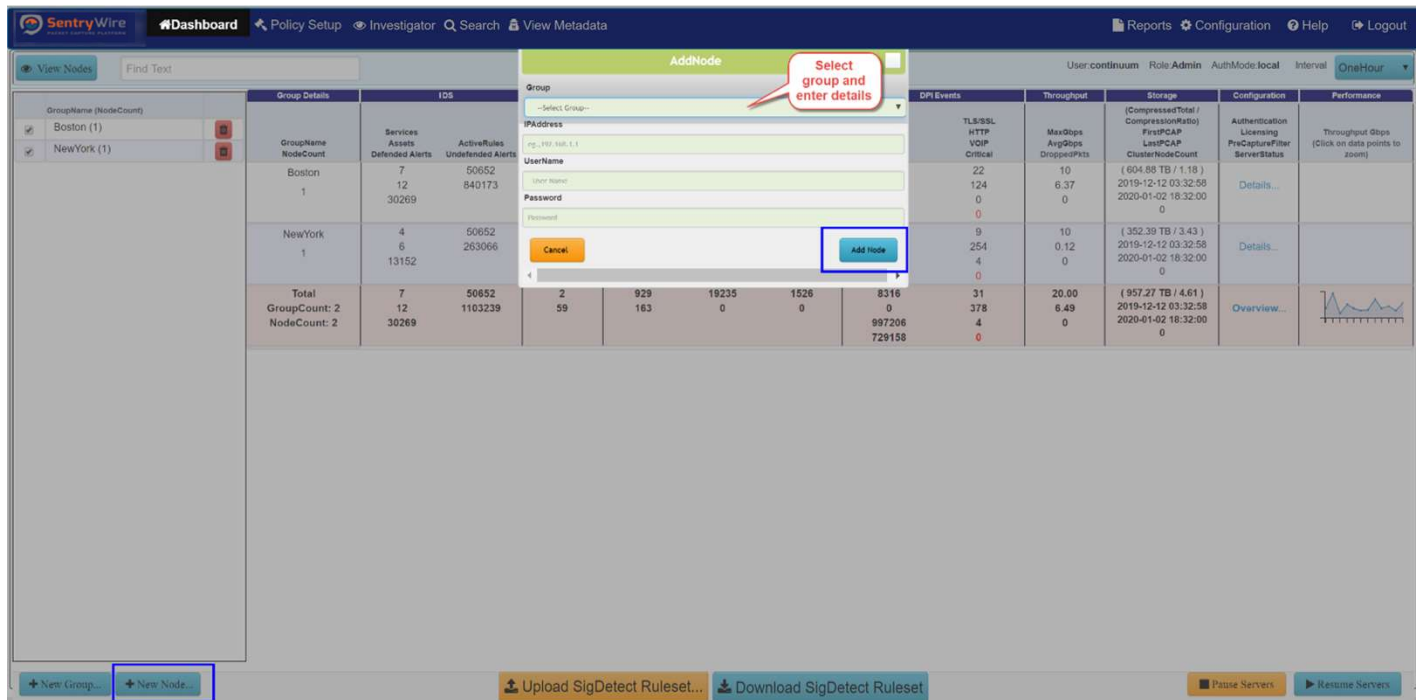 SentryWire
PACKET CAPTURE PLATFORM
Dashboard
Policy Setup
Investigator
Search
View Metadata
Reports
Configuration
Help
Logout
View Nodes
Find Text
User:continuum Role:Admin AuthMode:local Interval OneHour
GroupName (NodeCount)
Boston (1)
NewYork (1)
AddNode
Select
group and
enter details
Group
--Select Group--
IPAddress
eg., 192.168.1.1
UserName
User Name
Password
Password
Cancel
Add Node
Group Details
IDS
DPI Events
Throughput
Storage
Configuration
Performance
GroupName
NodeCount
Services
Assets
Defended Alerts
ActiveRules
Undefended Alerts
TLS/SSL
HTTP
VOIP
Critical
MaxGbps
AvgGbps
DroppedPkts
(CompressedTotal /
CompressionRatio)
FirstPCAP
LastPCAP
ClusterNodeCount
Authentication
Licensing
PreCaptureFilter
ServerStatus
Throughput Gbps
(Click on data points to
zoom)
Boston
1
7
12
30269
50652
840173
22
124
0
0
10
6.37
0
( 604.88 TB / 1.18 )
2019-12-12 03:32:58
2020-01-02 18:32:00
0
Details...
NewYork
1
4
6
13152
50652
263066
9
254
4
0
10
0.12
0
( 352.39 TB / 3.43 )
2019-12-12 03:32:58
2020-01-02 18:32:00
0
Details...
Total
GroupCount: 2
NodeCount: 2
7
12
30269
50652
1103239
2
59
929
163
19235
0
1526
0
8316
0
997206
729158
31
378
4
0
20.00
6.49
0
( 957.27 TB / 4.61 )
2019-12-12 03:32:58
2020-01-02 18:32:00
0
Overview...
+ New Group...
+ New Node...
Upload SigDetect Ruleset...
Download SigDetect Ruleset
Pause Servers
Resume Servers